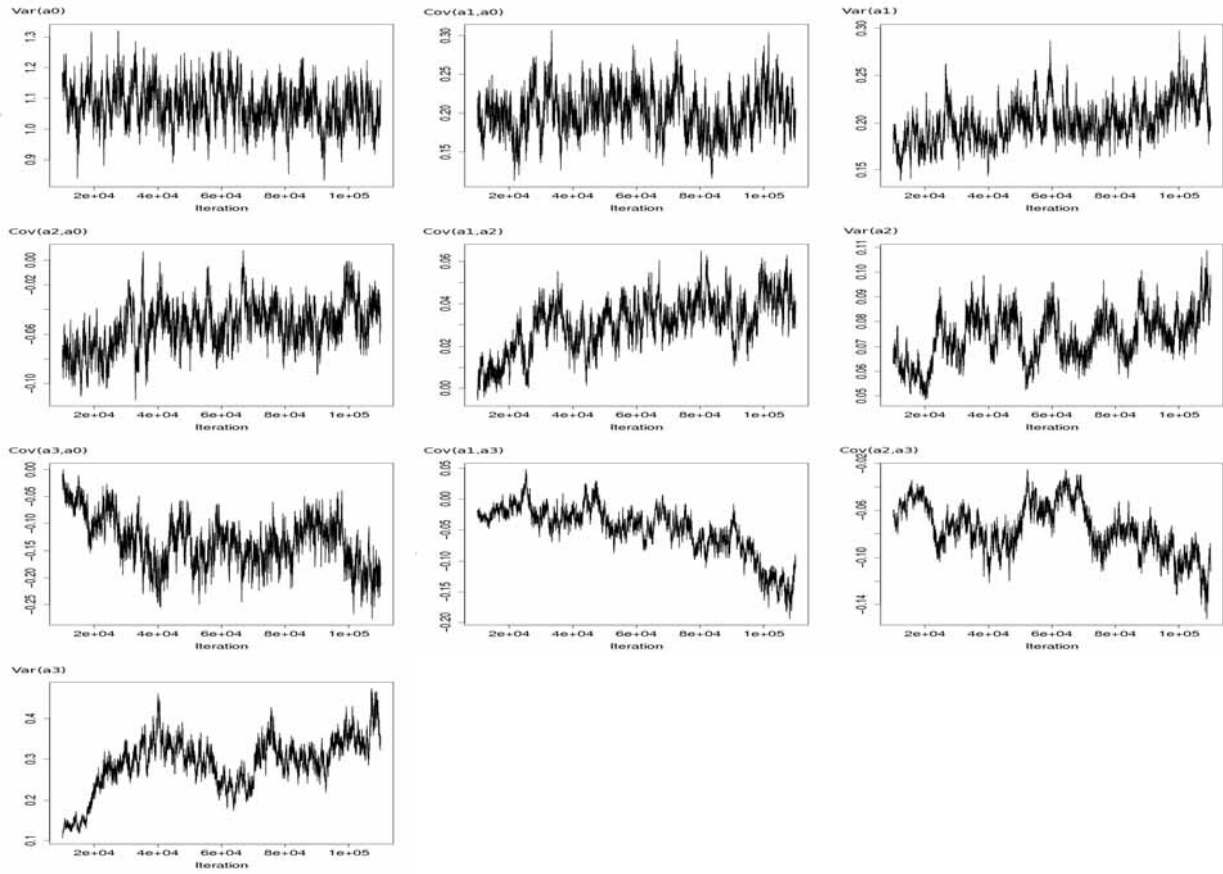 Var(a0)
1.3
1.2
1.1
1.0
0.9
2e+04 4e+04 6e+04 8e+04 1e+05
Iteration
Cov(a1,a0)
0.30
0.25
0.20
0.15
2e+04 4e+04 6e+04 8e+04 1e+05
Iteration
Var(a1)
0.30
0.25
0.20
0.15
2e+04 4e+04 6e+04 8e+04 1e+05
Iteration
Cov(a2,a0)
0.00
-0.02
-0.06
-0.10
2e+04 4e+04 6e+04 8e+04 1e+05
Iteration
Cov(a1,a2)
0.06
0.04
0.02
0.00
2e+04 4e+04 6e+04 8e+04 1e+05
Iteration
Var(a2)
0.11
0.10
0.09
0.08
0.07
0.06
0.05
2e+04 4e+04 6e+04 8e+04 1e+05
Iteration
Cov(a3,a0)
0.00
-0.05
-0.10
-0.15
-0.20
-0.25
2e+04 4e+04 6e+04 8e+04 1e+05
Iteration
Cov(a1,a3)
0.05
0.00
-0.05
-0.10
-0.15
-0.20
2e+04 4e+04 6e+04 8e+04 1e+05
Iteration
Cov(a2,a3)
-0.02
-0.06
-0.10
-0.14
2e+04 4e+04 6e+04 8e+04 1e+05
Iteration
Var(a3)
0.4
0.3
0.2
0.1
2e+04 4e+04 6e+04 8e+04 1e+05
Iteration